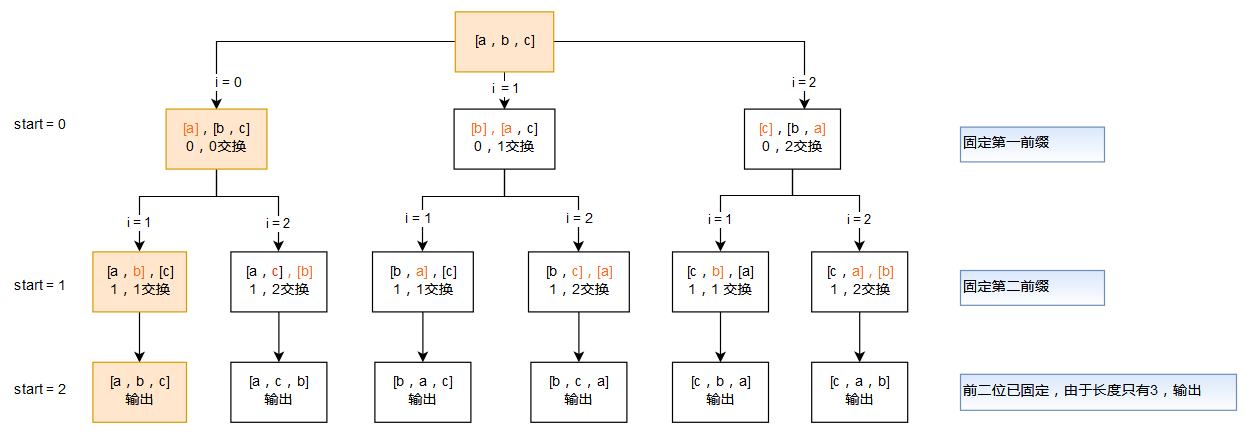 [a，b，c]
i = 0
i = 1
i = 2
start = 0
[a]，[b，c]
0，0交换
[b]，[a，c]
0，1交换
[c]，[b，a]
0，2交换
固定第一前缀
i = 1
i = 2
i = 1
i = 2
i = 1
i = 2
start = 1
[a，b]，[c]
1，1交换
[a，c]，[b]
1，2交换
[b，a]，[c]
1，1交换
[b，c]，[a]
1，2交换
[c，b]，[a]
1，1 交换
[c，a]，[b]
1，2交换
固定第二前缀
start = 2
[a，b，c]
输出
[a，c，b]
输出
[b，a，c]
输出
[b，c，a]
输出
[c，b，a]
输出
[c，a，b]
输出
前二位已固定，由于长度只有3，输出